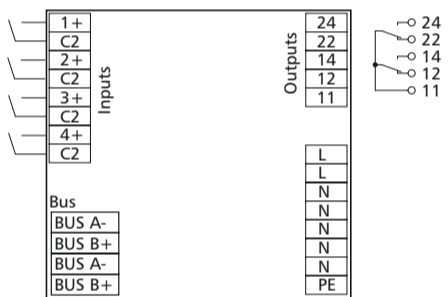 1+
C2
2+
C2
3+
C2
4+
C2
Inputs
Bus
BUS A-
BUS B+
BUS A-
BUS B+
Outputs
24
22
14
12
11
L
L
N
N
N
N
N
PE
24
22
14
12
11